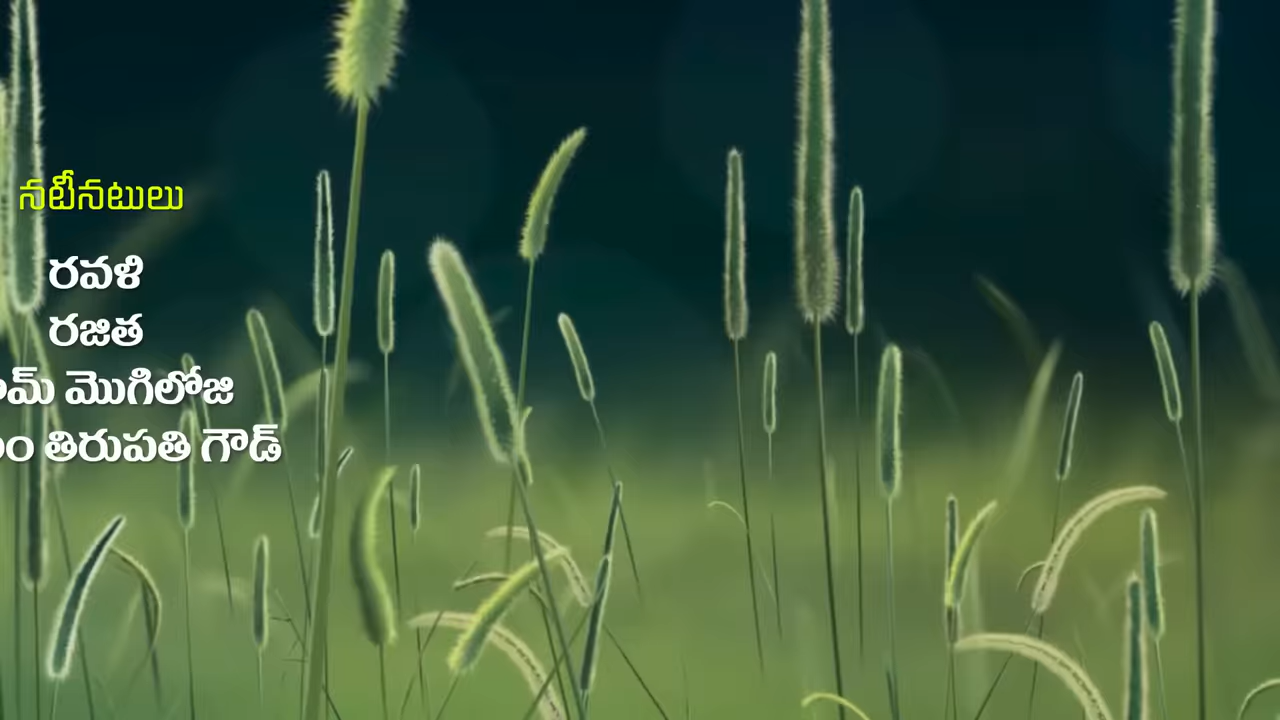 నటీనటులు
రవళి
రజిత
మొగిలోజి
తిరుపతి గౌడ్